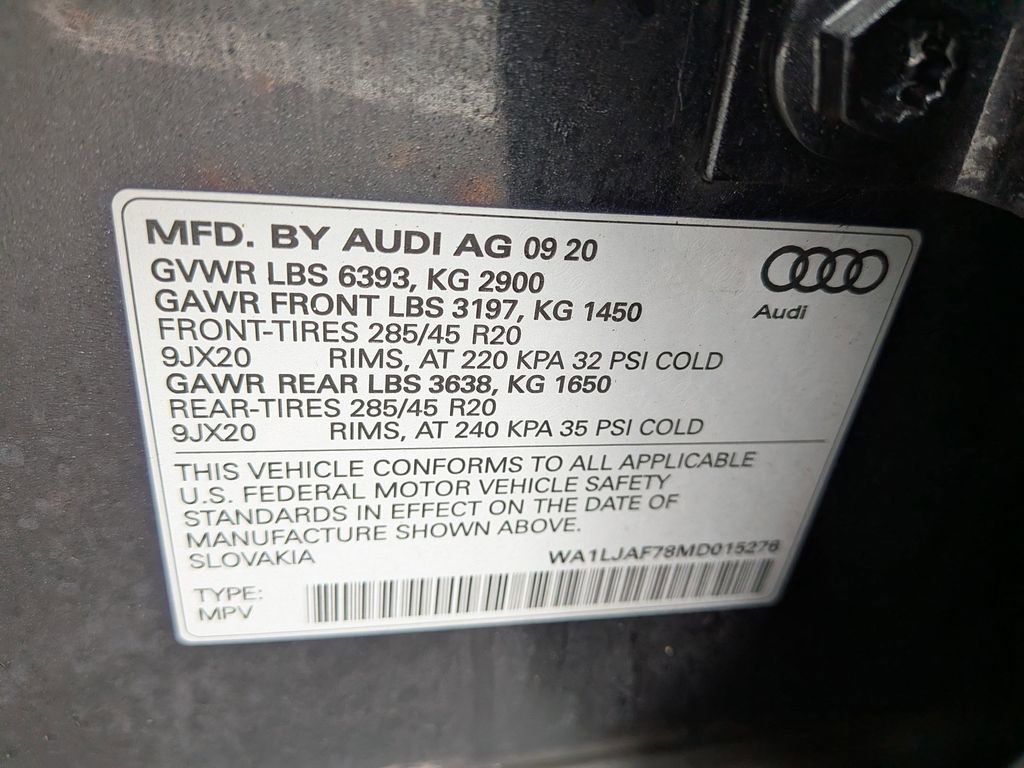 MFD. BY AUDI AG 09 20
GVWR LBS 6393, KG 2900
GAWR FRONT LBS 3197, KG 1450
FRONT-TIRES 285/45 R20
9JX20 RIMS, AT 220 KPA 32 PSI COLD
GAWR REAR LBS 3638, KG 1650
REAR-TIRES 285/45 R20
9JX20 RIMS, AT 240 KPA 35 PSI COLD
Audi
THIS VEHICLE CONFORMS TO ALL APPLICABLE
U.S. FEDERAL MOTOR VEHICLE SAFETY
STANDARDS IN EFFECT ON THE DATE OF
MANUFACTURE SHOWN ABOVE.
SLOVAKIA WA1LJAF78MD015276
TYPE:
MPV